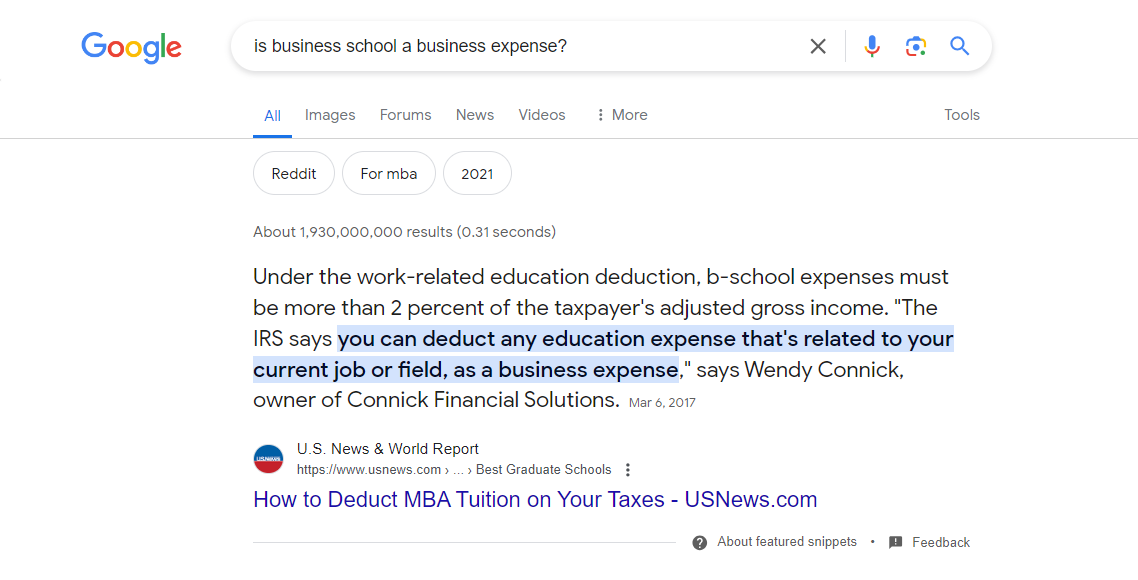 Google
is business school a business expense?
All Images Forums News Videos More Tools
Reddit For mba 2021
About 1,930,000,000 results (0.31 seconds)
Under the work-related education deduction, b-school expenses must
be more than 2 percent of the taxpayer's adjusted gross income. "The
IRS says you can deduct any education expense that's related to your
current job or field, as a business expense," says Wendy Connick,
owner of Connick Financial Solutions. Mar 6, 2017
USNEWS
U.S. News & World Report
https://www.usnews.com › ... › Best Graduate Schools
How to Deduct MBA Tuition on Your Taxes - USNews.com
About featured snippets • Feedback